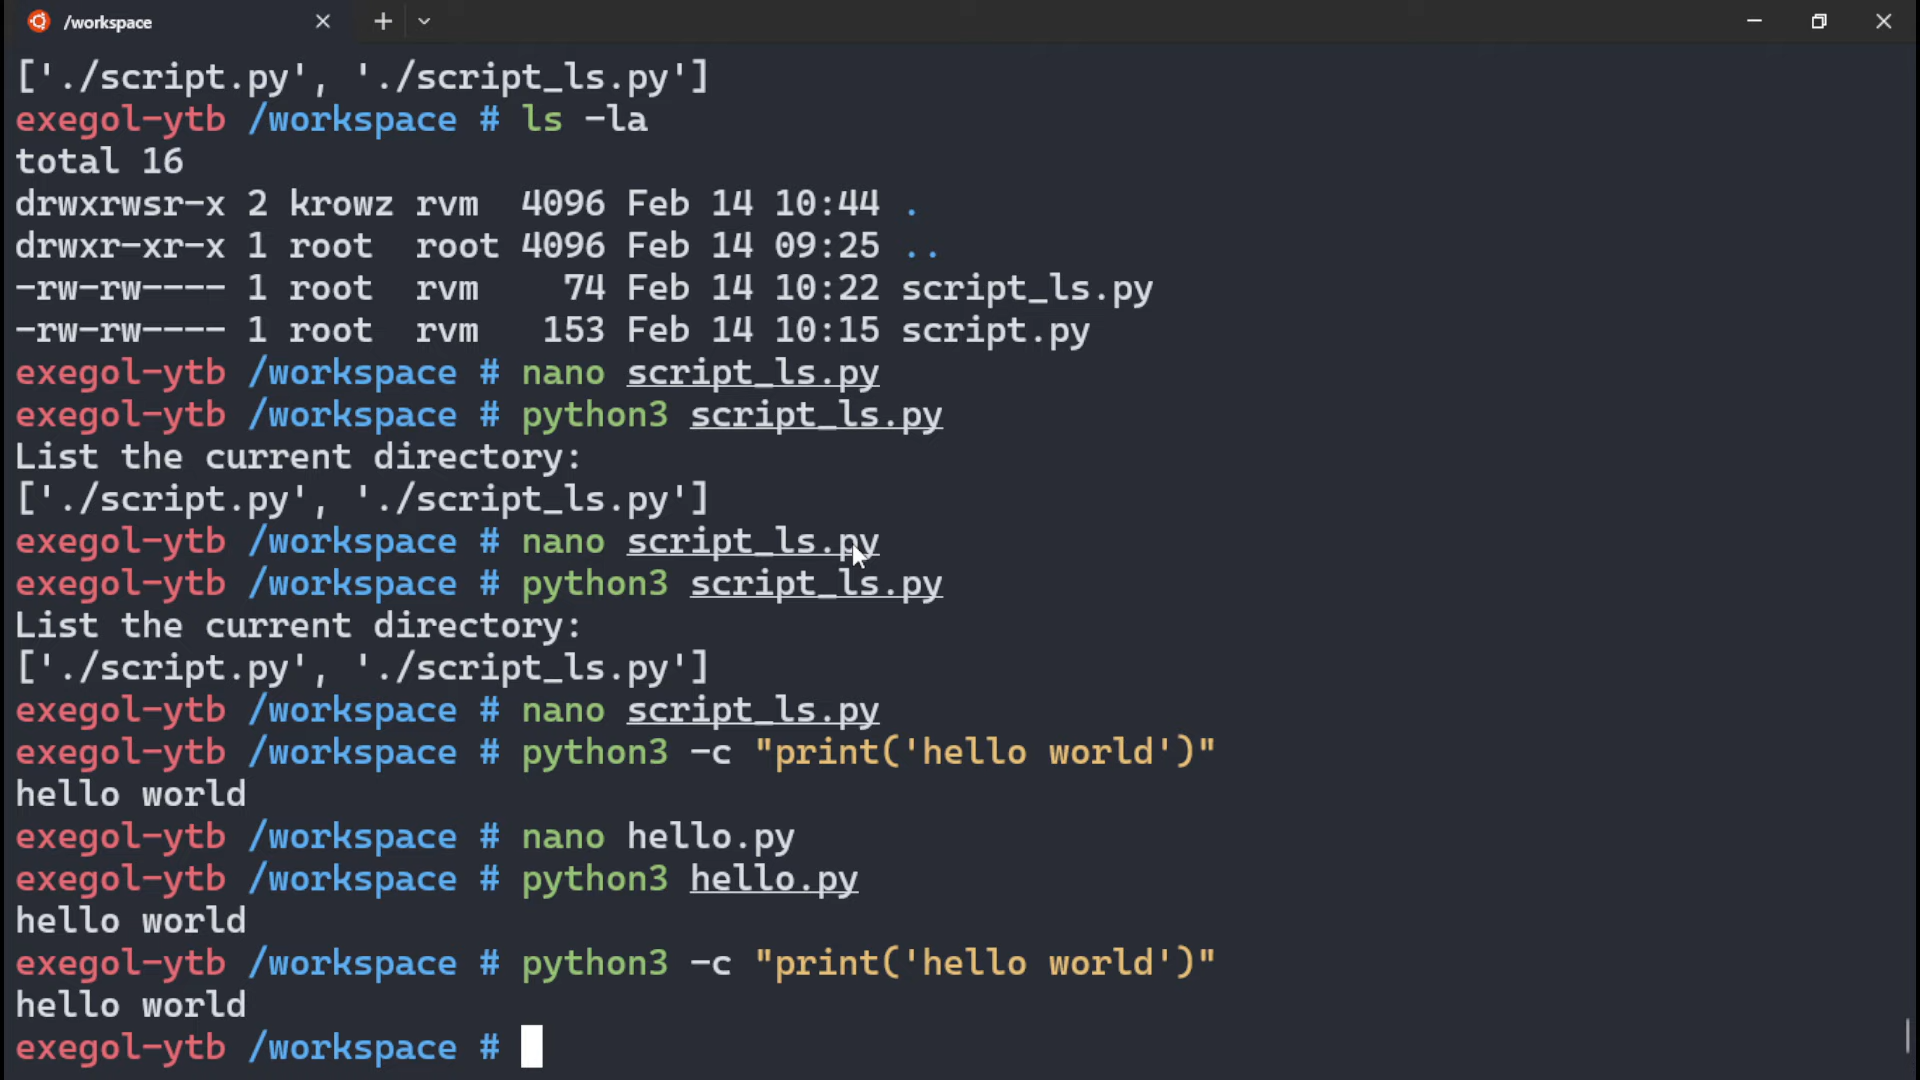 /workspace
['./script.py', './script_ls.py']
exegol-ytb /workspace # ls -la
total 16
drwxrwsr-x 2 krowz rvm  4096 Feb 14 10:44 .
drwxr-xr-x 1 root  root 4096 Feb 14 09:25 ..
-rw-rw---- 1 root  rvm    74 Feb 14 10:22 script_ls.py
-rw-rw---- 1 root  rvm   153 Feb 14 10:15 script.py
exegol-ytb /workspace # nano script_ls.py
exegol-ytb /workspace # python3 script_ls.py
List the current directory:
['./script.py', './script_ls.py']
exegol-ytb /workspace # nano script_ls.py
exegol-ytb /workspace # python3 script_ls.py
List the current directory:
['./script.py', './script_ls.py']
exegol-ytb /workspace # nano script_ls.py
exegol-ytb /workspace # python3 -c "print('hello world')"
hello world
exegol-ytb /workspace # nano hello.py
exegol-ytb /workspace # python3 hello.py
hello world
exegol-ytb /workspace # python3 -c "print('hello world')"
hello world
exegol-ytb /workspace #